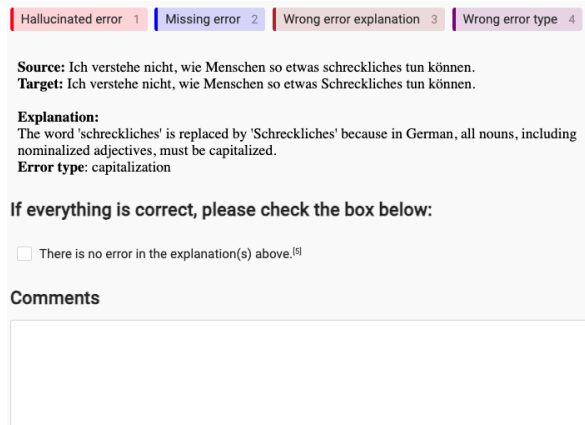 Hallucinated error 1 Missing error 2 Wrong error explanation 3 Wrong error type 4
Source: Ich verstehe nicht, wie Menschen so etwas schreckliches tun können.
Target: Ich verstehe nicht, wie Menschen so etwas Schreckliches tun können.
Explanation:
The word 'schreckliches' is replaced by 'Schreckliches' because in German, all nouns, including
nominalized adjectives, must be capitalized.
Error type: capitalization
If everything is correct, please check the box below:
There is no error in the explanation(s) above.[5]
Comments